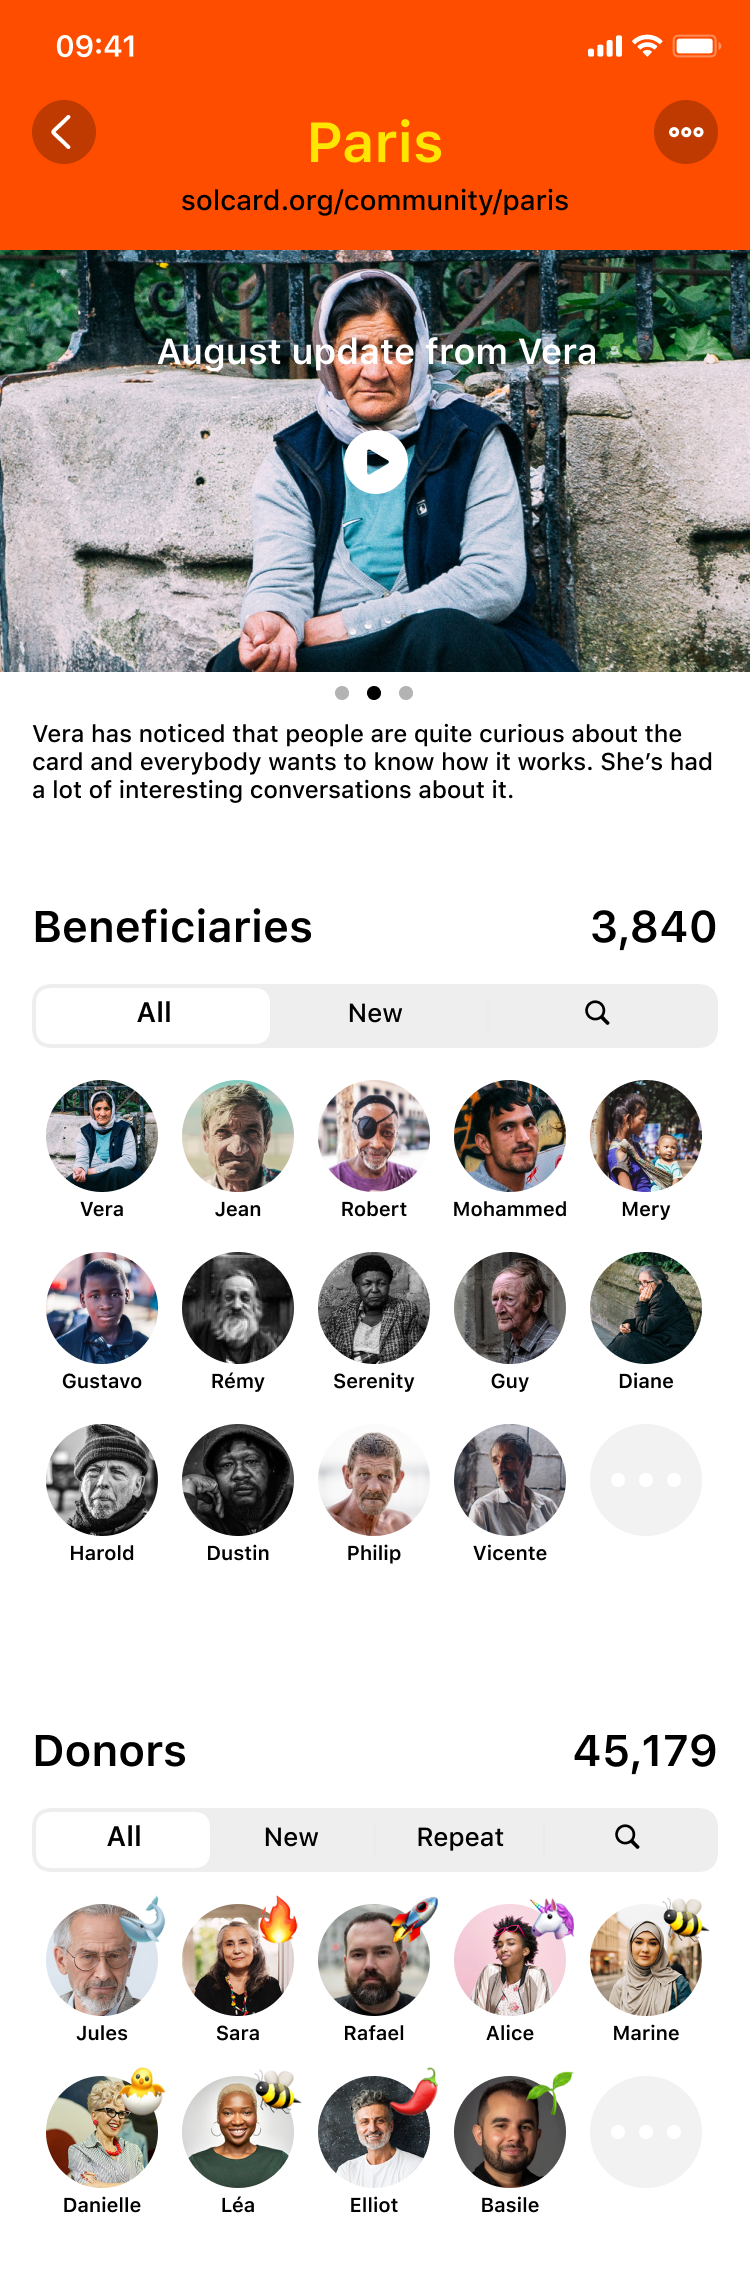 09:41
Paris
solcard.org/community/paris
August update from Vera
Vera has noticed that people are quite curious about the
card and everybody wants to know how it works. She’s had
a lot of interesting conversations about it.
Beneficiaries 3,840
All New
Vera Jean Robert Mohammed Mery
Gustavo Rémy Serenity Guy Diane
Harold Dustin Philip Vicente
Donors 45,179
All New Repeat
Jules Sara Rafael Alice Marine
Danielle Léa Elliot Basile